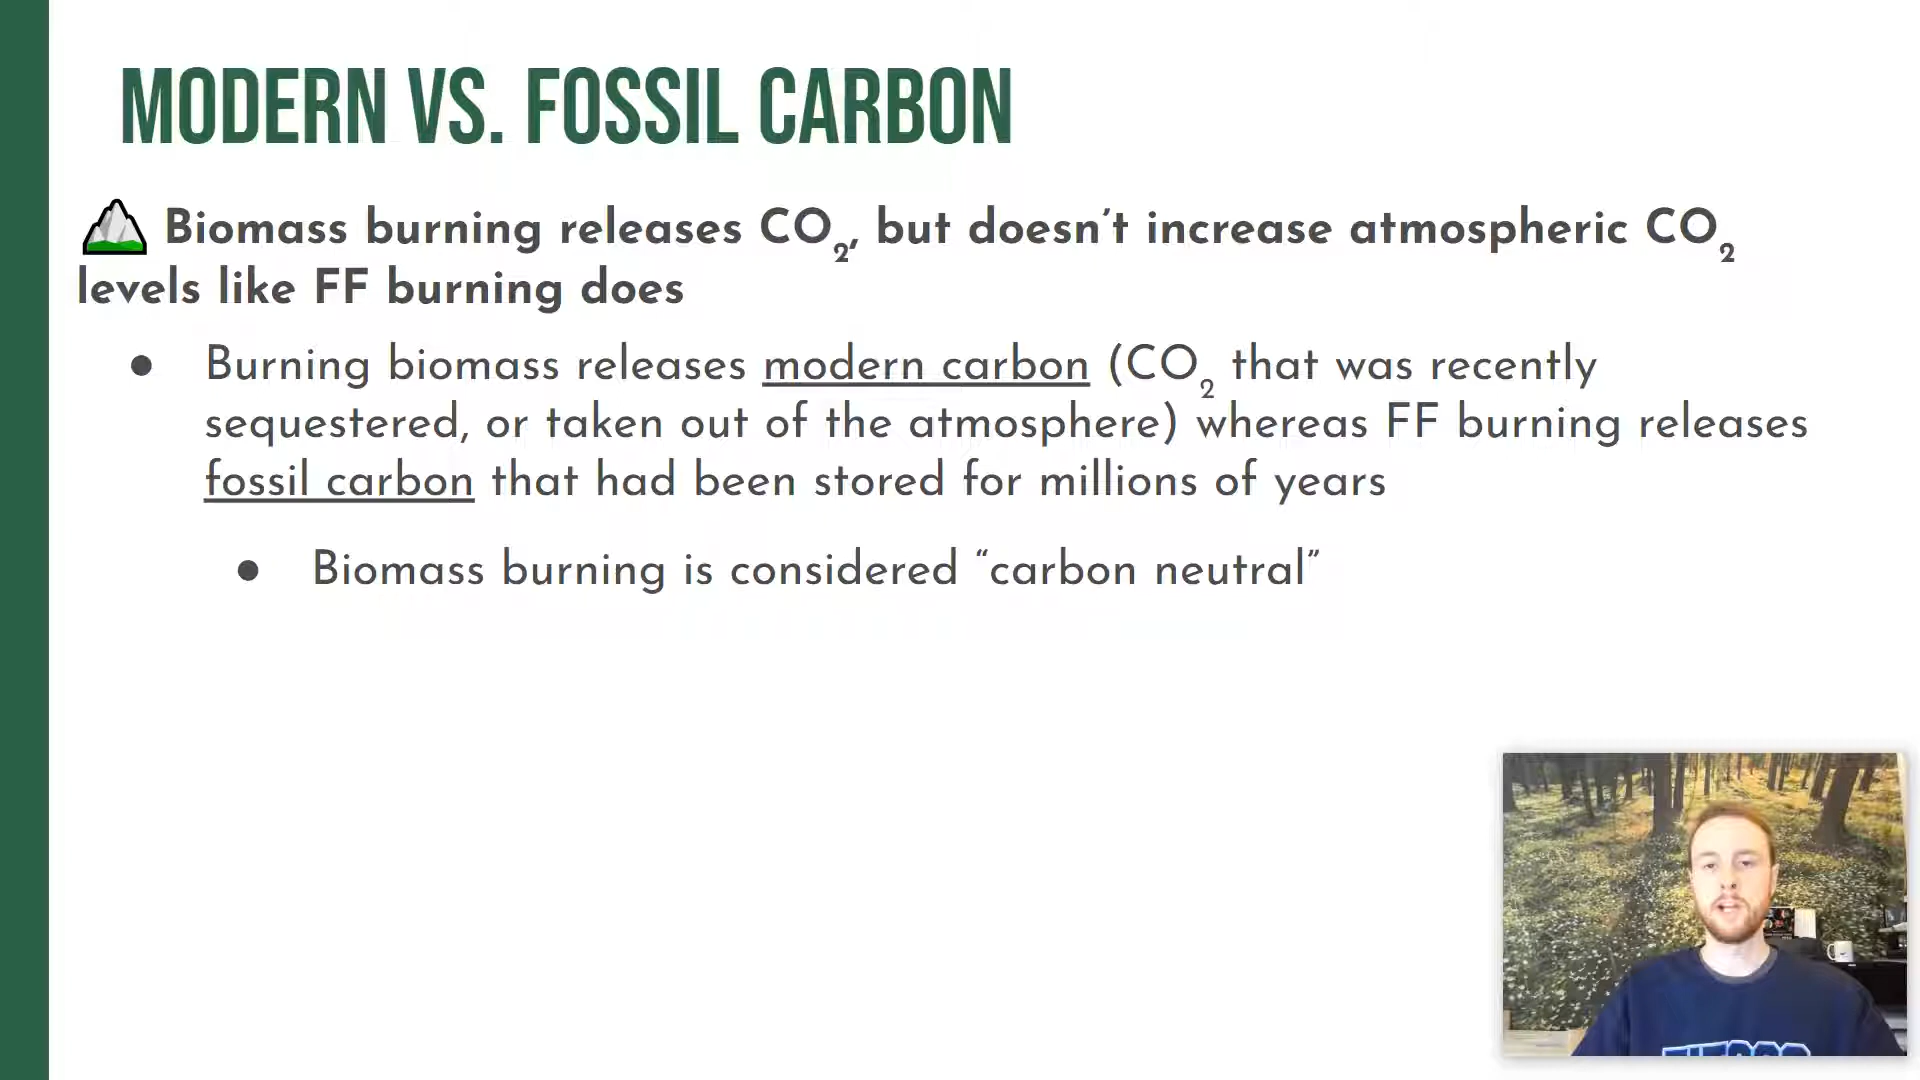 MODERN VS. FOSSIL CARBON
Biomass burning releases CO₂, but doesn't increase atmospheric CO₂
levels like FF burning does
● Burning biomass releases modern carbon (CO₂ that was recently
sequestered, or taken out of the atmosphere) whereas FF burning releases
fossil carbon that had been stored for millions of years
● Biomass burning is considered “carbon neutral”